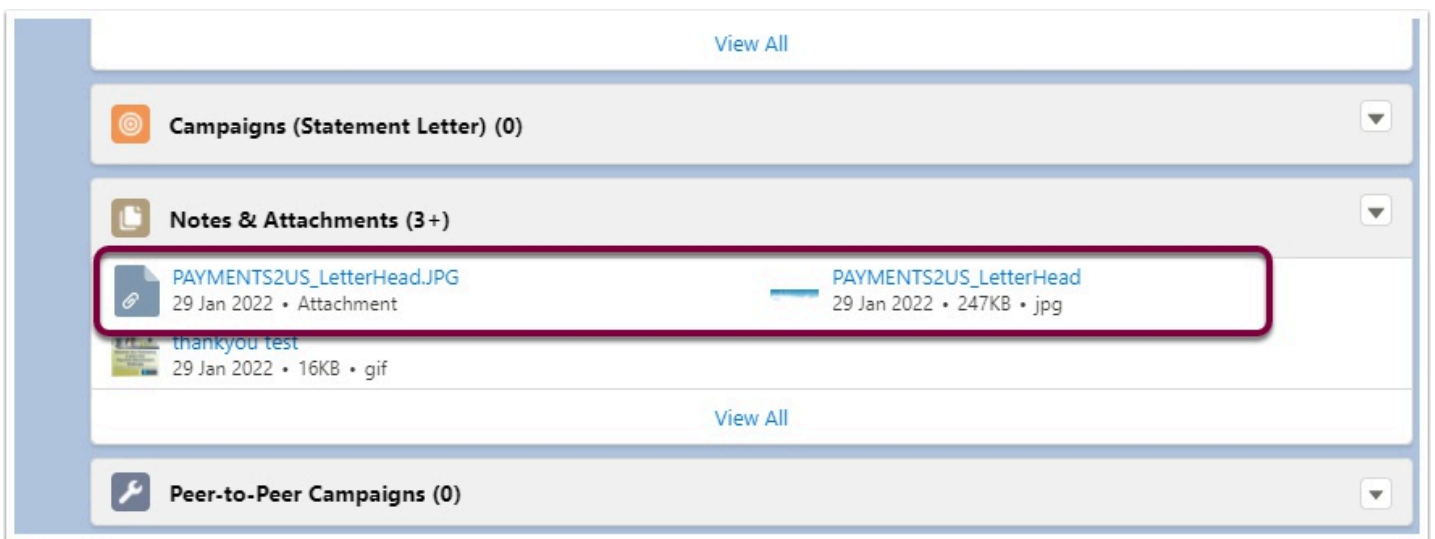 View All
Campaigns (Statement Letter) (0)
Notes & Attachments (3+)
PAYMENTS2US_LetterHead.JPG
29 Jan 2022 • Attachment
PAYMENTS2US_LetterHead
29 Jan 2022 • 247KB • jpg
thankyou test
29 Jan 2022 • 16KB • gif
View All
Peer-to-Peer Campaigns (0)